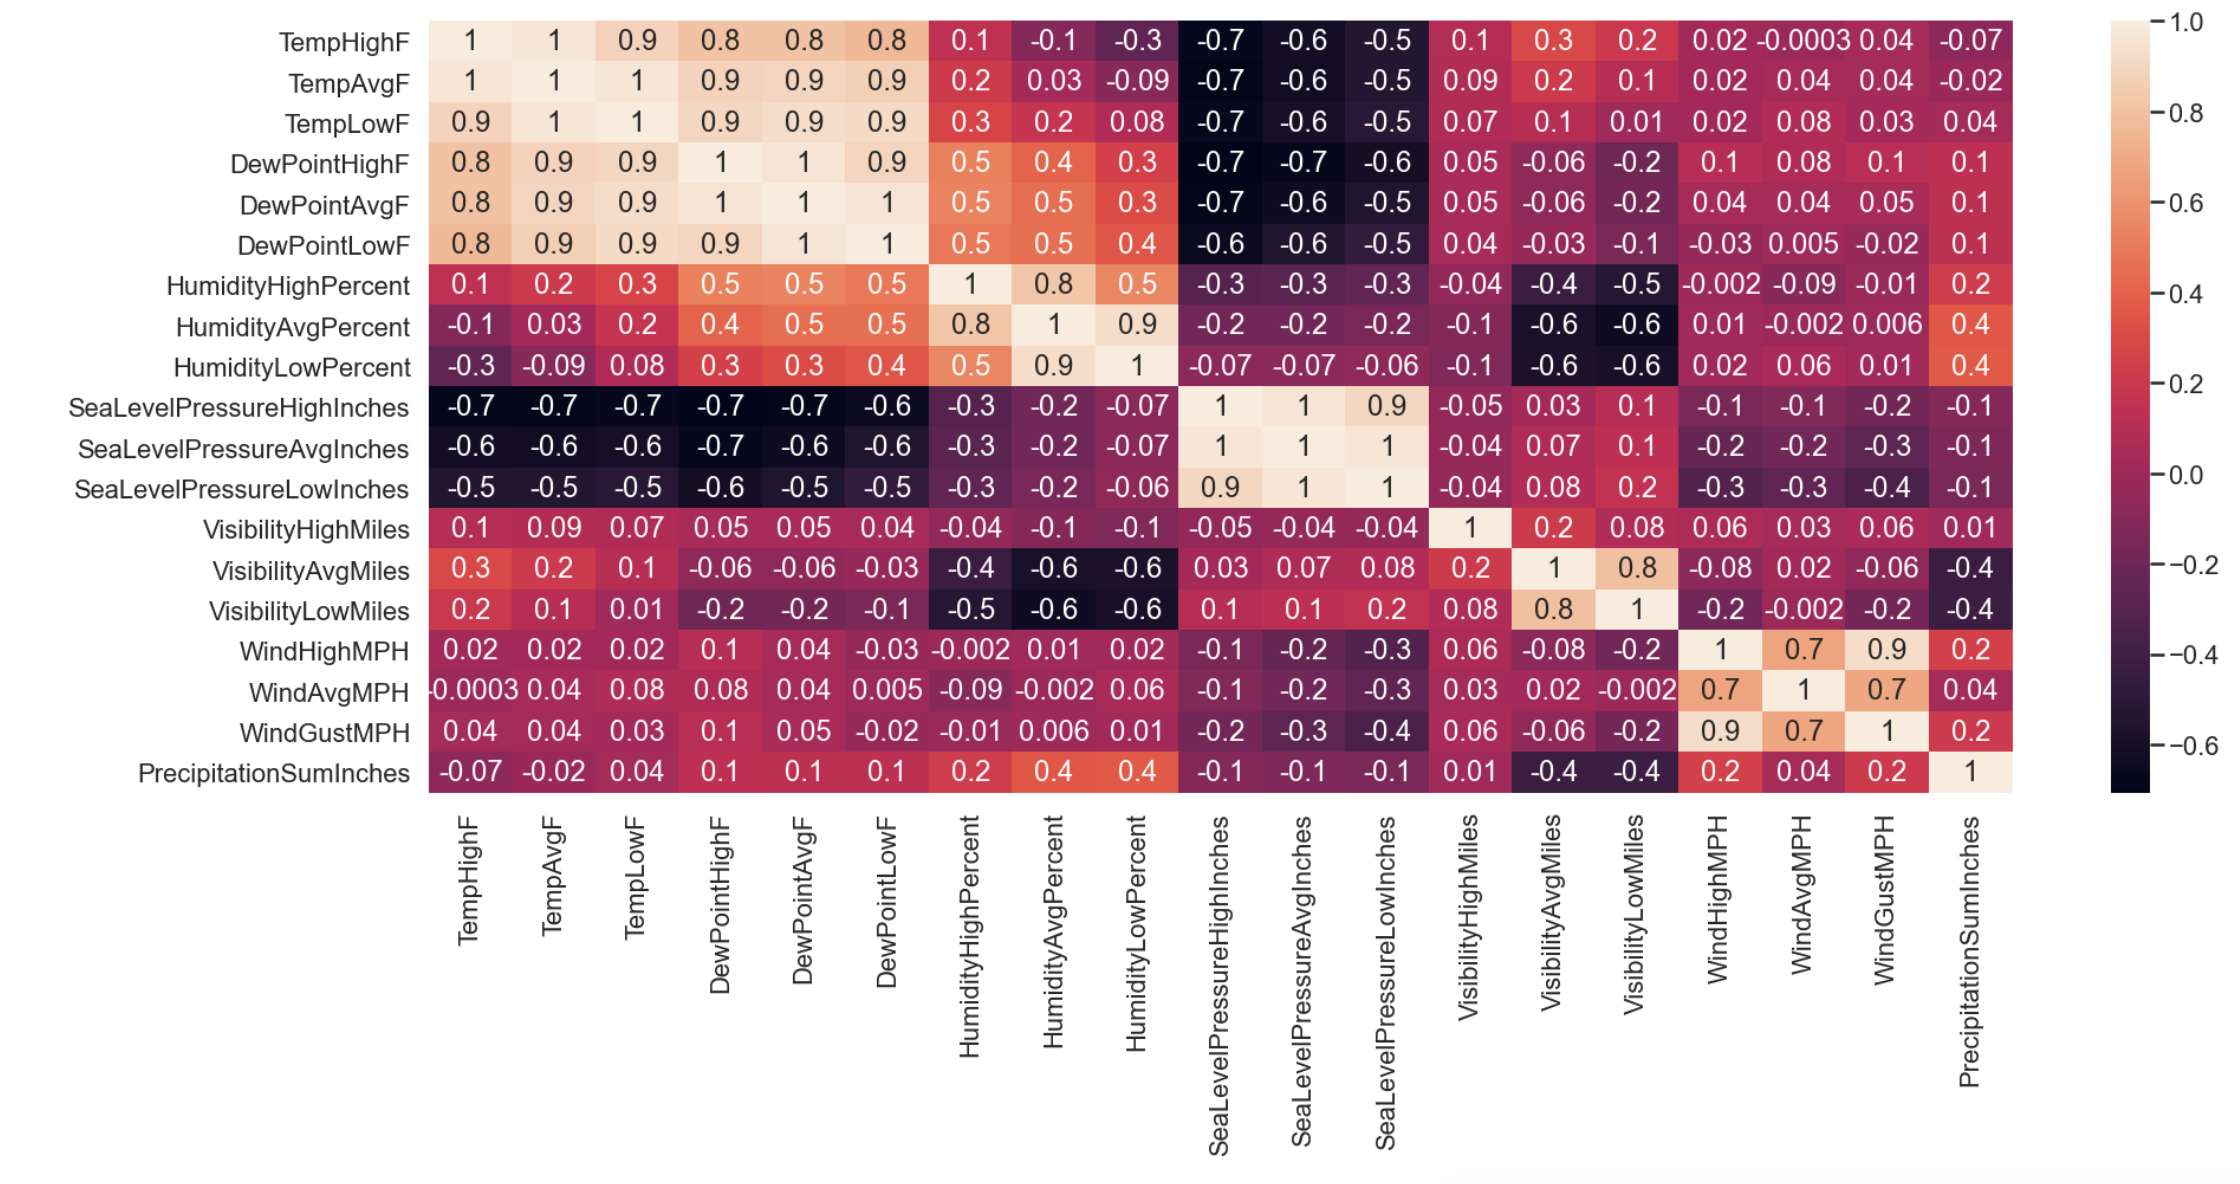 TempHighF 1 1 0.9 0.8 0.8 0.8 0.1 -0.1 -0.3 -0.7 -0.6 -0.5 0.1 0.3 0.2 0.02 -0.0003 0.04 -0.07
TempAvgF 1 1 1 0.9 0.9 0.9 0.2 0.03 -0.09 -0.7 -0.6 -0.5 0.09 0.2 0.1 0.02 0.04 0.04 -0.02
TempLowF 0.9 1 1 0.9 0.9 0.9 0.3 0.2 0.08 -0.7 -0.6 -0.5 0.07 0.1 0.01 0.02 0.08 0.03 0.04
DewPointHighF 0.8 0.9 0.9 1 1 0.9 0.5 0.4 0.3 -0.7 -0.7 -0.6 0.05 -0.06 -0.2 0.1 0.08 0.1 0.1
DewPointAvgF 0.8 0.9 0.9 1 1 1 0.5 0.5 0.3 -0.7 -0.6 -0.5 0.05 -0.06 -0.2 0.04 0.04 0.05 0.1
DewPointLowF 0.8 0.9 0.9 0.9 1 1 0.5 0.5 0.4 -0.6 -0.6 -0.5 0.04 -0.03 -0.1 -0.03 0.005 -0.02 0.1
HumidityHighPercent 0.1 0.2 0.3 0.5 0.5 0.5 1 0.8 0.5 -0.3 -0.3 -0.3 -0.04 -0.4 -0.5 -0.002 -0.09 -0.01 0.2
HumidityAvgPercent -0.1 0.03 0.2 0.4 0.5 0.5 0.8 1 0.9 -0.2 -0.2 -0.2 -0.1 -0.6 -0.6 0.01 -0.002 0.006 0.4
HumidityLowPercent -0.3 -0.09 0.08 0.3 0.3 0.4 0.5 0.9 1 -0.07 -0.07 -0.06 -0.1 -0.6 -0.6 0.02 0.06 0.01 0.4
SeaLevelPressureHighInches -0.7 -0.7 -0.7 -0.7 -0.7 -0.6 -0.3 -0.2 -0.07 1 1 0.9 -0.05 0.03 0.1 -0.1 -0.1 -0.2 -0.1
SeaLevelPressureAvgInches -0.6 -0.6 -0.6 -0.7 -0.6 -0.6 -0.3 -0.2 -0.07 1 1 1 -0.04 0.07 0.1 -0.2 -0.2 -0.3 -0.1
SeaLevelPressureLowInches -0.5 -0.5 -0.5 -0.6 -0.5 -0.5 -0.3 -0.2 -0.06 0.9 1 1 -0.04 0.08 0.2 -0.3 -0.3 -0.4 -0.1
VisibilityHighMiles 0.1 0.09 0.07 0.05 0.05 0.04 -0.04 -0.1 -0.1 -0.05 -0.04 -0.04 1 0.2 0.08 0.06 0.03 0.06 0.01
VisibilityAvgMiles 0.3 0.2 0.1 -0.06 -0.06 -0.03 -0.4 -0.6 -0.6 0.03 0.07 0.08 0.2 1 0.8 -0.08 0.02 -0.06 -0.4
VisibilityLowMiles 0.2 0.1 0.01 -0.2 -0.2 -0.1 -0.5 -0.6 -0.6 0.1 0.1 0.2 0.08 0.8 1 -0.2 -0.002 -0.2 -0.4
WindHighMPH 0.02 0.02 0.02 0.1 0.04 -0.03 -0.002 0.01 0.02 -0.1 -0.2 -0.3 0.06 -0.08 -0.2 1 0.7 0.9 0.2
WindAvgMPH -0.0003 0.04 0.08 0.08 0.04 0.005 -0.09 -0.002 0.06 -0.1 -0.2 -0.3 0.03 0.02 -0.002 0.7 1 0.7 0.04
WindGustMPH 0.04 0.04 0.03 0.1 0.05 -0.02 -0.01 0.006 0.01 -0.2 -0.3 -0.4 0.06 -0.06 -0.2 0.9 0.7 1 0.2
PrecipitationSumInches -0.07 -0.02 0.04 0.1 0.1 0.1 0.2 0.4 0.4 -0.1 -0.1 -0.1 0.01 -0.4 -0.4 0.2 0.04 0.2 1
TempHighF
TempAvgF
TempLowF
DewPointHighF
DewPointAvgF
DewPointLowF
HumidityHighPercent
HumidityAvgPercent
HumidityLowPercent
SeaLevelPressureHighInches
SeaLevelPressureAvgInches
SeaLevelPressureLowInches
VisibilityHighMiles
VisibilityAvgMiles
VisibilityLowMiles
WindHighMPH
WindAvgMPH
WindGustMPH
PrecipitationSumInches
1.0
0.8
0.6
0.4
0.2
0.0
−0.2
−0.4
−0.6